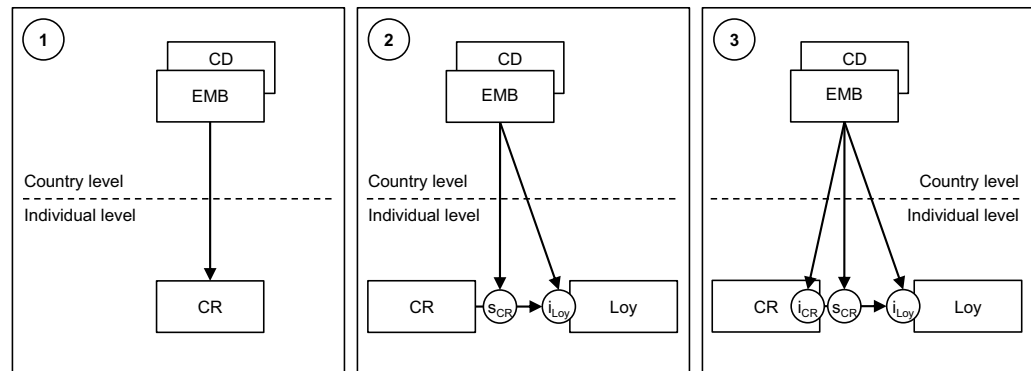 1
CD
EMB
Country level
Individual level
CR
2
CD
EMB
Country level
Individual level
CR
sCR
iLoy
Loy
3
CD
EMB
Country level
Individual level
CR
iCR
sCR
iLoy
Loy